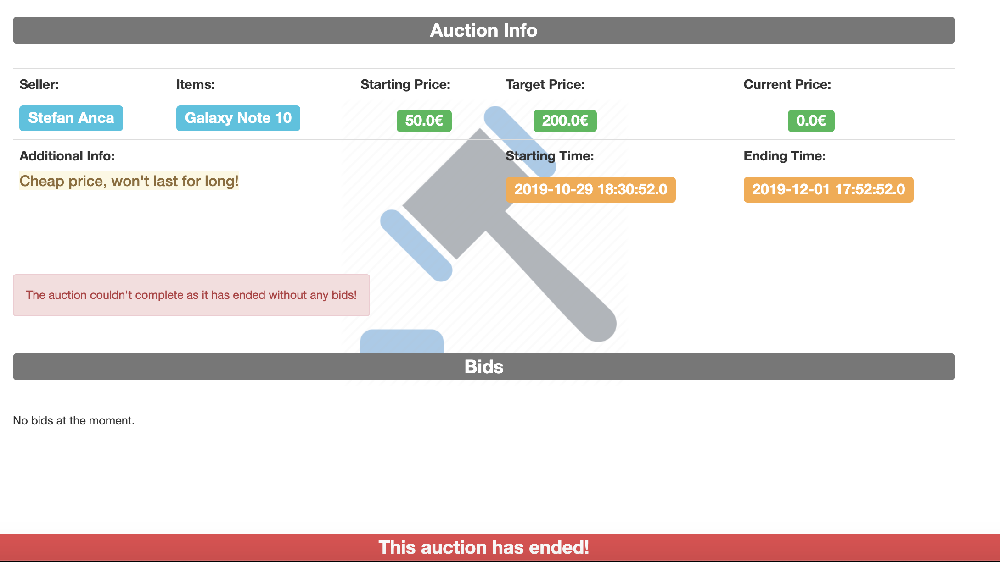 Auction Info
Seller: Items: Starting Price: Target Price: Current Price:
Stefan Anca Galaxy Note 10 50.0€ 200.0€ 0.0€
Additional Info: Starting Time: Ending Time:
Cheap price, won't last for long! 2019-10-29 18:30:52.0 2019-12-01 17:52:52.0
The auction couldn't complete as it has ended without any bids!
Bids
No bids at the moment.
This auction has ended!